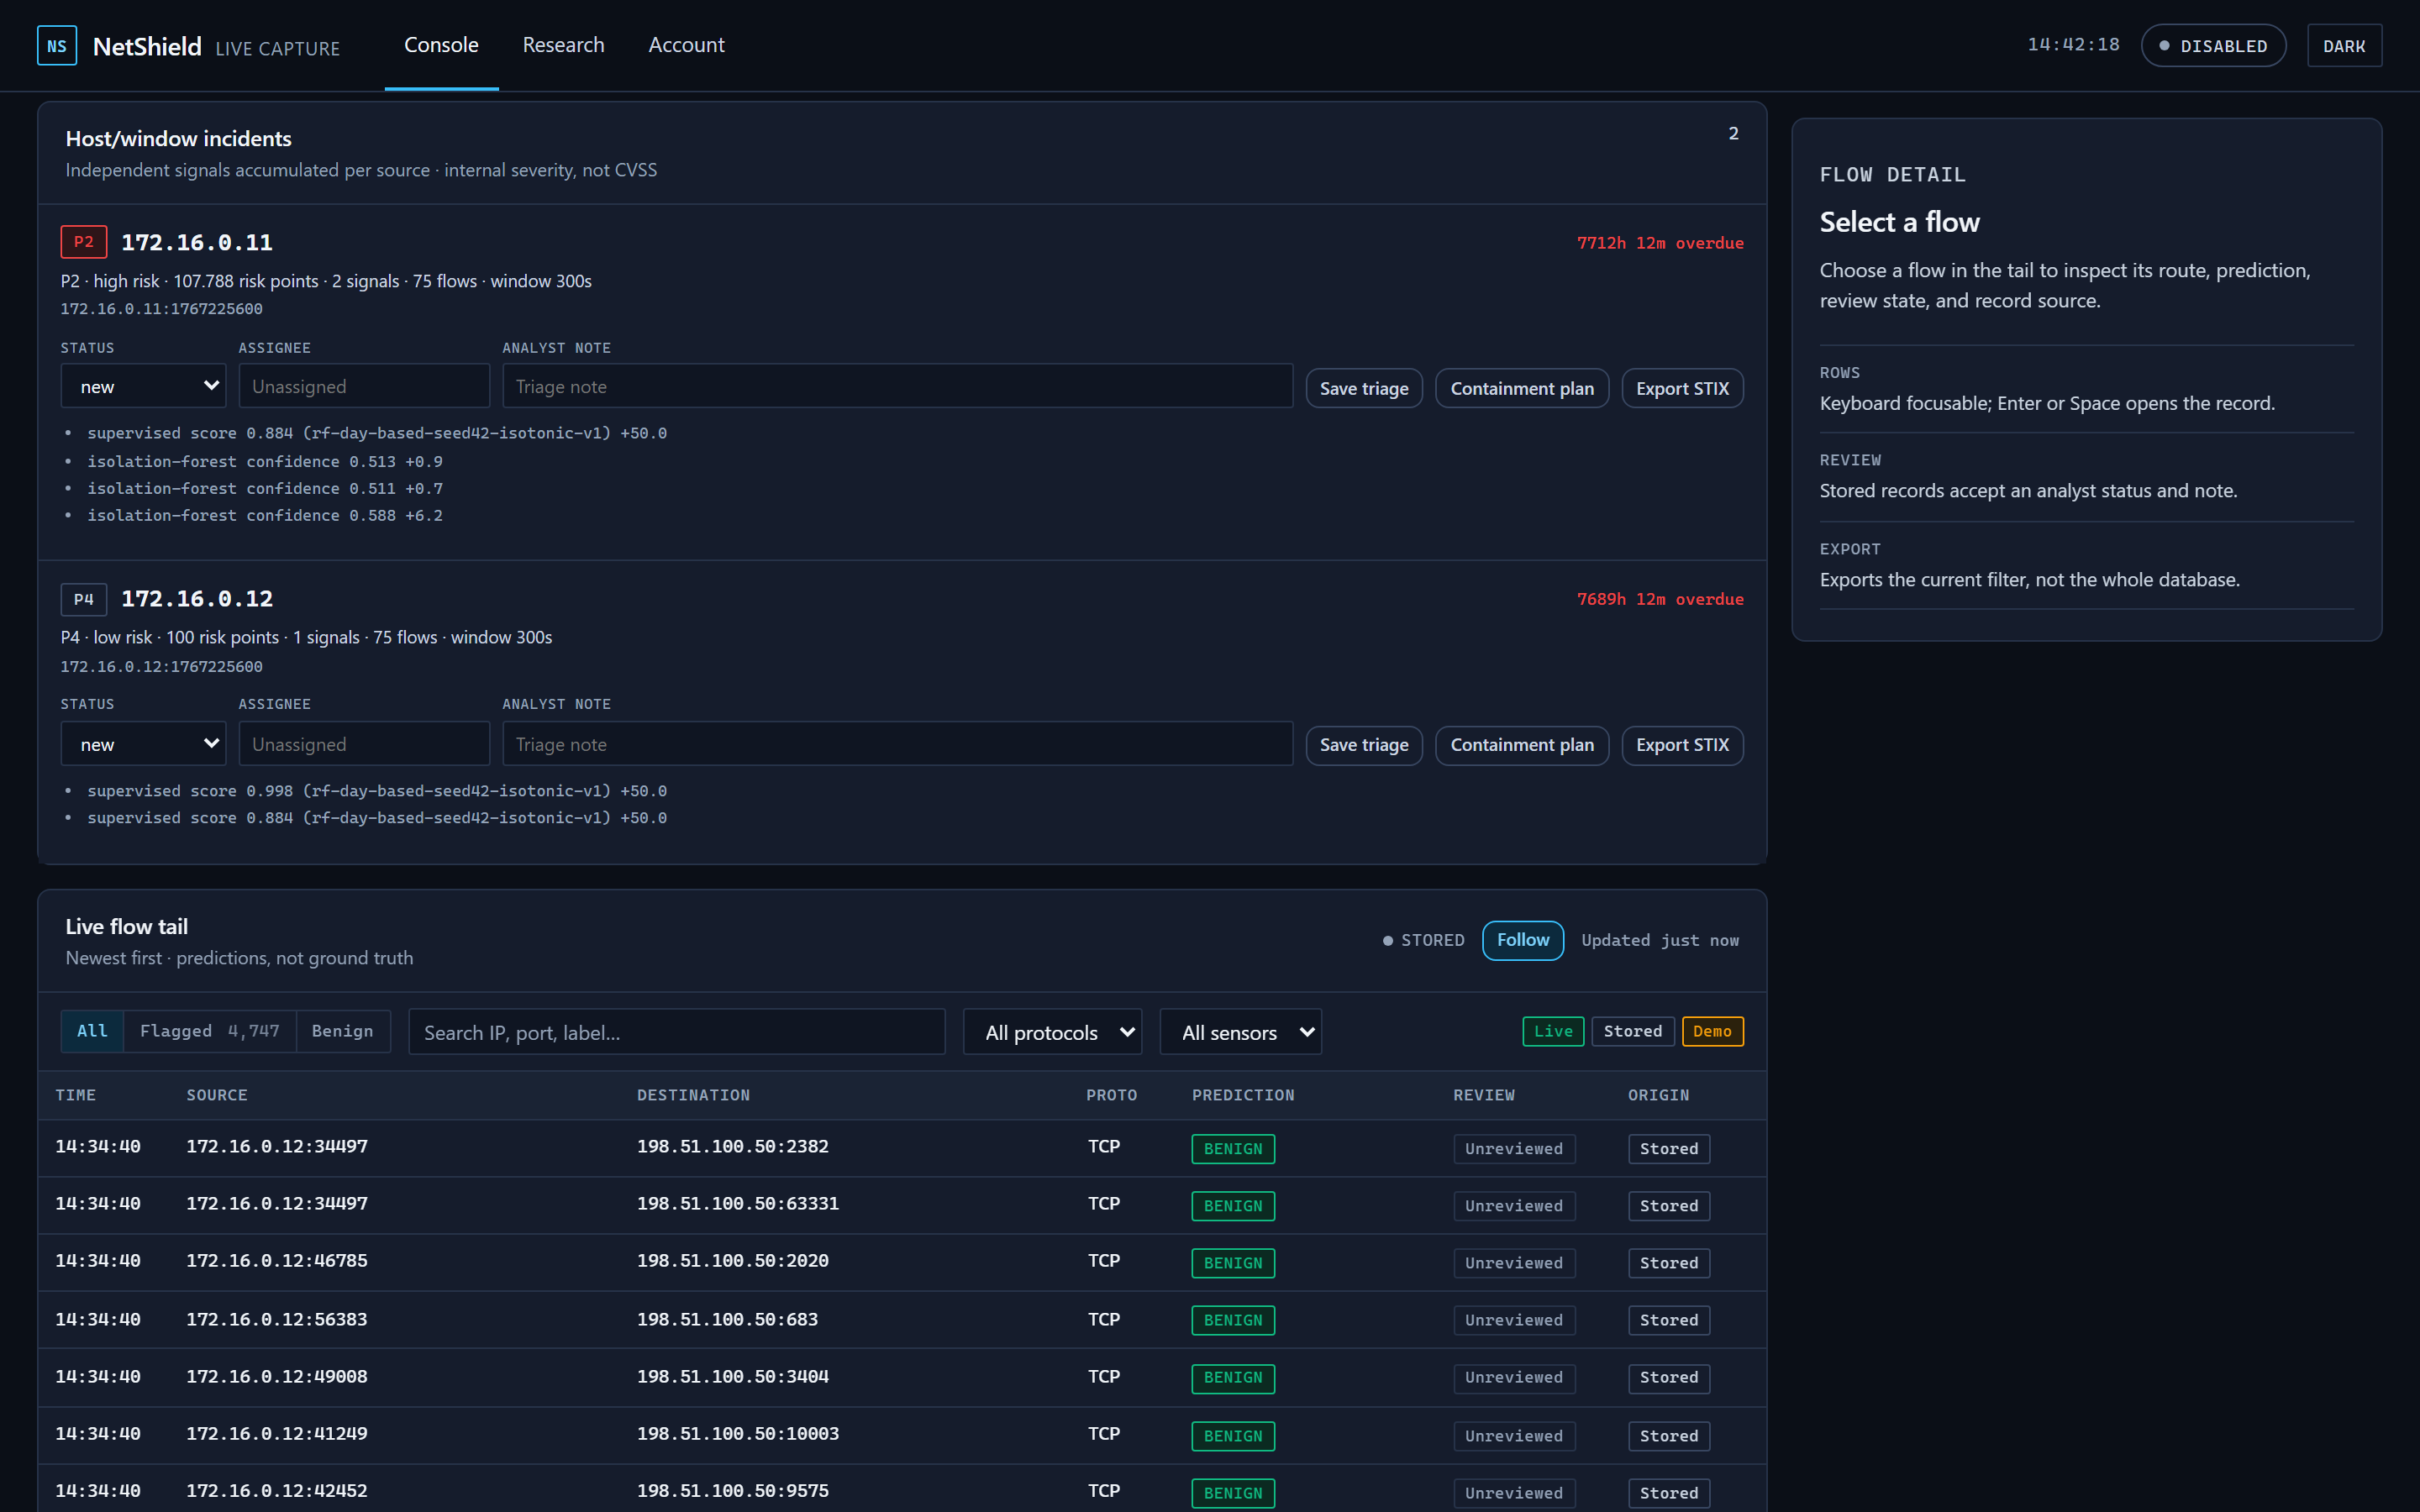 NS NetShield LIVE CAPTURE Console Research Account 14:42:18 DISABLED DARK
Host/window incidents 2
Independent signals accumulated per source · internal severity, not CVSS
P2 172.16.0.11 7712h 12m overdue
P2 · high risk · 107.788 risk points · 2 signals · 75 flows · window 300s
172.16.0.11:1767225600
STATUS ASSIGNEE ANALYST NOTE
new Unassigned Triage note Save triage Containment plan Export STIX
• supervised score 0.884 (rf-day-based-seed42-isotonic-v1) +50.0
• isolation-forest confidence 0.513 +0.9
• isolation-forest confidence 0.511 +0.7
• isolation-forest confidence 0.588 +6.2
P4 172.16.0.12 7689h 12m overdue
P4 · low risk · 100 risk points · 1 signals · 75 flows · window 300s
172.16.0.12:1767225600
STATUS ASSIGNEE ANALYST NOTE
new Unassigned Triage note Save triage Containment plan Export STIX
• supervised score 0.998 (rf-day-based-seed42-isotonic-v1) +50.0
• supervised score 0.884 (rf-day-based-seed42-isotonic-v1) +50.0
Live flow tail
Newest first · predictions, not ground truth
STORED Follow Updated just now
All Flagged 4,747 Benign Search IP, port, label... All protocols All sensors Live Stored Demo
TIME SOURCE DESTINATION PROTO PREDICTION REVIEW ORIGIN
14:34:40 172.16.0.12:34497 198.51.100.50:2382 TCP BENIGN Unreviewed Stored
14:34:40 172.16.0.12:34497 198.51.100.50:63331 TCP BENIGN Unreviewed Stored
14:34:40 172.16.0.12:46785 198.51.100.50:2020 TCP BENIGN Unreviewed Stored
14:34:40 172.16.0.12:56383 198.51.100.50:683 TCP BENIGN Unreviewed Stored
14:34:40 172.16.0.12:49008 198.51.100.50:3404 TCP BENIGN Unreviewed Stored
14:34:40 172.16.0.12:41249 198.51.100.50:10003 TCP BENIGN Unreviewed Stored
14:34:40 172.16.0.12:42452 198.51.100.50:9575 TCP BENIGN Unreviewed Stored
FLOW DETAIL
Select a flow
Choose a flow in the tail to inspect its route, prediction,
review state, and record source.
ROWS
Keyboard focusable; Enter or Space opens the record.
REVIEW
Stored records accept an analyst status and note.
EXPORT
Exports the current filter, not the whole database.